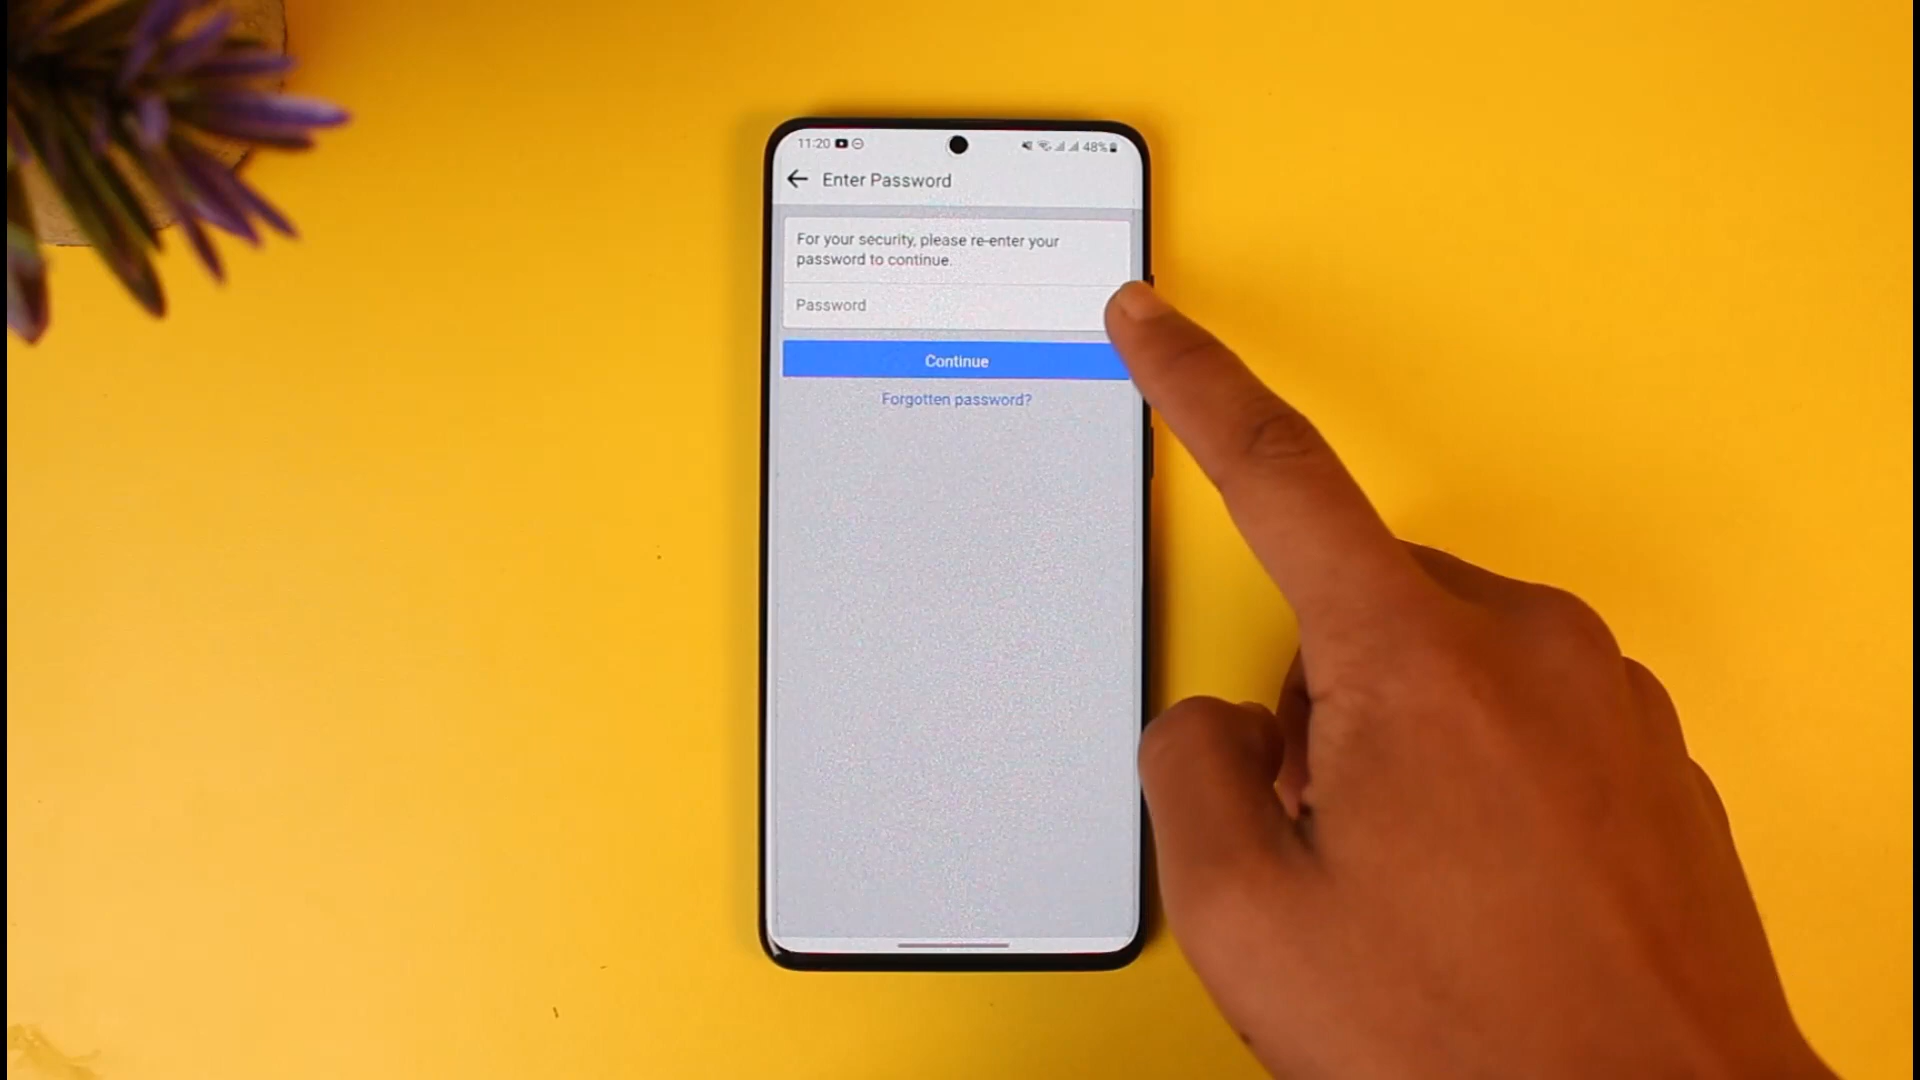 11:20 48%
Enter Password
For your security, please re-enter your
password to continue.
Password
Continue
Forgotten password?